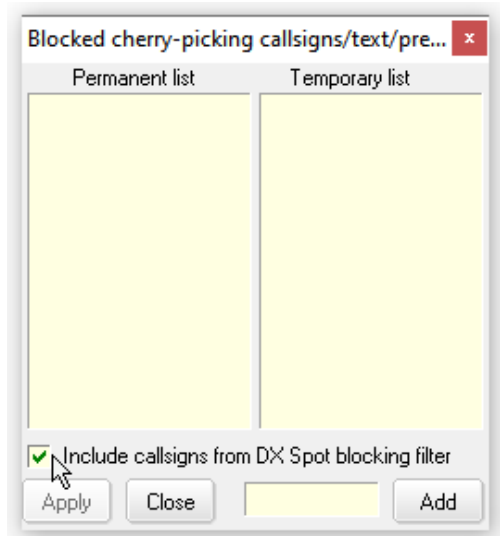 Blocked cherry-picking callsigns/text/pre... x
Permanent list Temporary list
Include callsigns from DX Spot blocking filter
Apply Close Add